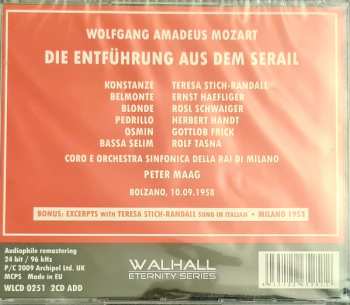 WOLFGANG AMADEUS MOZART
DIE ENTFÜHRUNG AUS DEM SERAIL
KONSTANZE TERESA STICH-RANDALL
BELMONTE ERNST HAEFLIGER
BLONDE RÖSL SCHWAIGER
PEDRILLO HERBERT HANDT
OSMIN GOTTLOB FRICK
BASSA SELIM ROLF TASNA
CORO E ORCHESTRA SINFONICA DELLA RAI DI MILANO
PETER MAAG
BOLZANO, 10.09.1958
BONUS: EXCERPTS with TERESA STICH-RANDALL SUNG IN ITALIAN • MILANO 1953
Audiophile remastering
24 bit / 96 kHz
P/C 2009 Archipel Ltd. UK
MCPS Made in EU
WLCD 0251 2CD ADD
WALHALL
ETERNITY SERIES